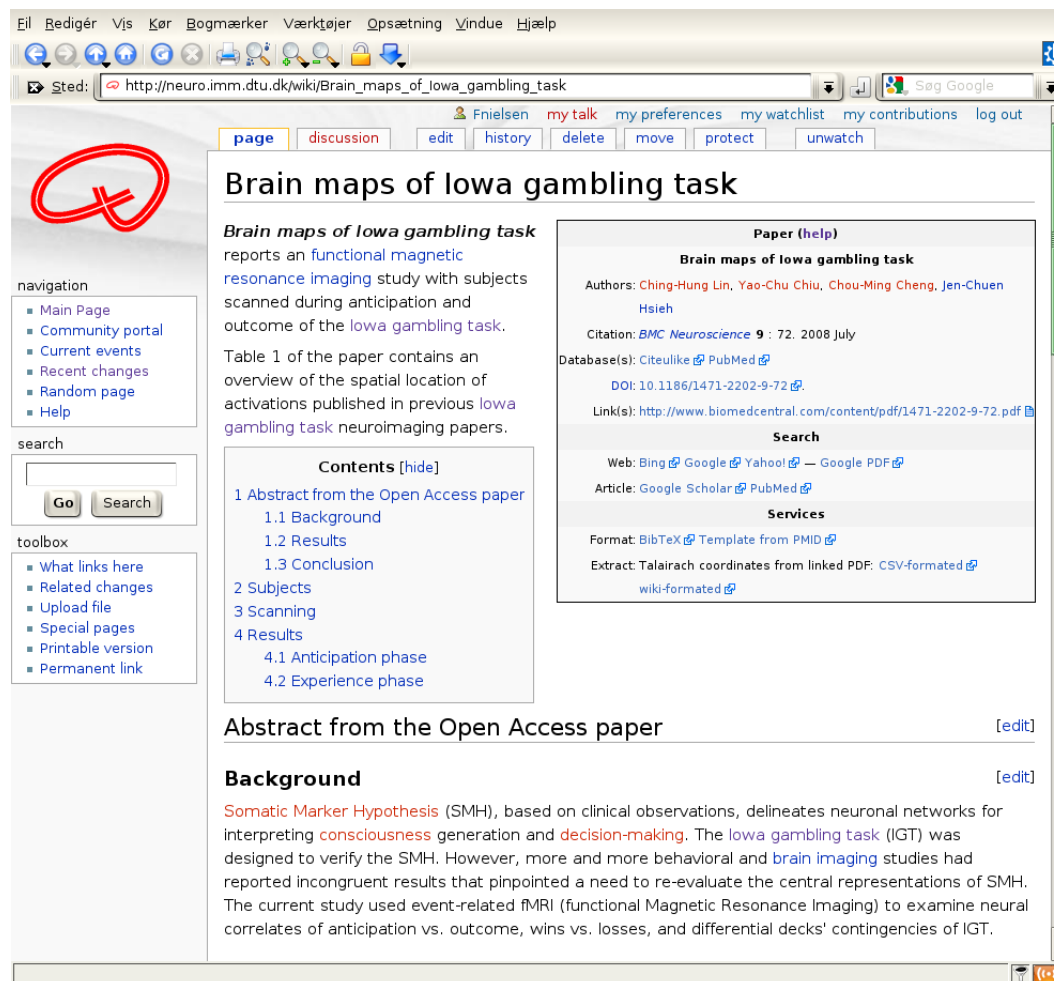 Fil Redigér Vis Kør Bogmærker Værktøjer Opsætning Vindue Hjælp
Sted: http://neuro.imm.dtu.dk/wiki/Brain_maps_of_Iowa_gambling_task Søg Google
Fnielsen my talk my preferences my watchlist my contributions log out
page discussion edit history delete move protect unwatch
Brain maps of Iowa gambling task
Brain maps of Iowa gambling task
reports an functional magnetic
resonance imaging study with subjects
scanned during anticipation and
outcome of the Iowa gambling task.
Table 1 of the paper contains an
overview of the spatial location of
activations published in previous Iowa
gambling task neuroimaging papers.
Paper (help)
Brain maps of Iowa gambling task
Authors: Ching-Hung Lin, Yao-Chu Chiu, Chou-Ming Cheng, Jen-Chuen
Hsieh
Citation: BMC Neuroscience 9 : 72. 2008 July
Database(s): Citeulike PubMed
DOI: 10.1186/1471-2202-9-72 .
Link(s): http://www.biomedcentral.com/content/pdf/1471-2202-9-72.pdf
Search
Web: Bing Google Yahoo! — Google PDF
Article: Google Scholar PubMed
Services
Format: BibTeX Template from PMID
Extract: Talairach coordinates from linked PDF: CSV-formated
wiki-formated
navigation
Main Page
Community portal
Current events
Recent changes
Random page
Help
search
Go Search
toolbox
What links here
Related changes
Upload file
Special pages
Printable version
Permanent link
Contents [hide]
1 Abstract from the Open Access paper
1.1 Background
1.2 Results
1.3 Conclusion
2 Subjects
3 Scanning
4 Results
4.1 Anticipation phase
4.2 Experience phase
Abstract from the Open Access paper [edit]
Background [edit]
Somatic Marker Hypothesis (SMH), based on clinical observations, delineates neuronal networks for
interpreting consciousness generation and decision-making. The Iowa gambling task (IGT) was
designed to verify the SMH. However, more and more behavioral and brain imaging studies had
reported incongruent results that pinpointed a need to re-evaluate the central representations of SMH.
The current study used event-related fMRI (functional Magnetic Resonance Imaging) to examine neural
correlates of anticipation vs. outcome, wins vs. losses, and differential decks' contingencies of IGT.